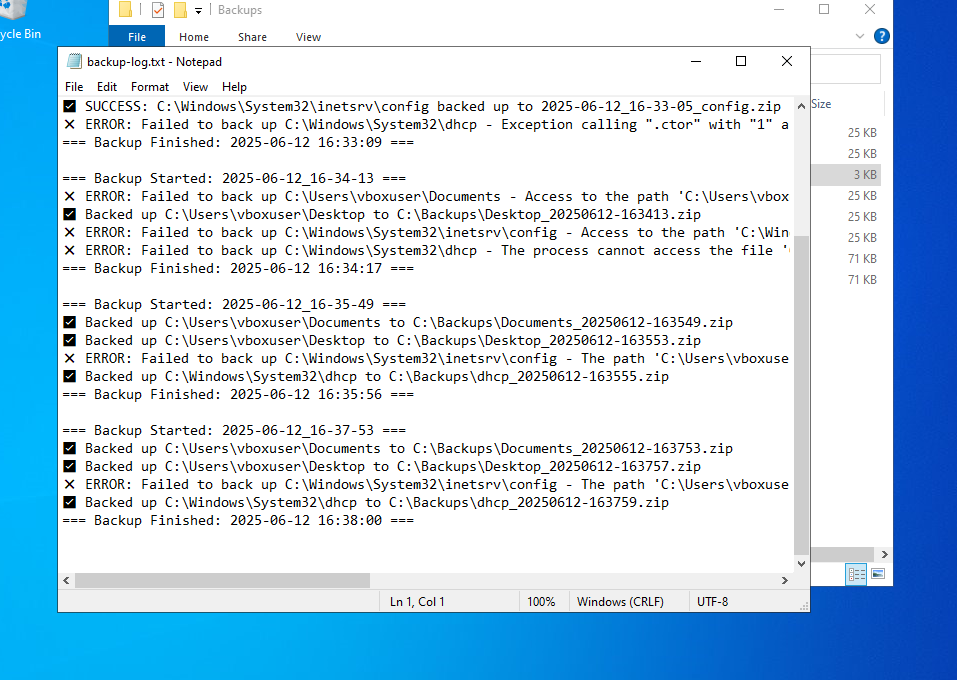 Backups
ycle Bin
File Home Share View
?
backup-log.txt - Notepad
File Edit Format View Help
☑ SUCCESS: C:\Windows\System32\inetsrv\config backed up to 2025-06-12_16-33-05_config.zip
✕ ERROR: Failed to back up C:\Windows\System32\dhcp - Exception calling ".ctor" with "1" a
=== Backup Finished: 2025-06-12 16:33:09 ===
=== Backup Started: 2025-06-12_16-34-13 ===
✕ ERROR: Failed to back up C:\Users\vboxuser\Documents - Access to the path 'C:\Users\vbox
☑ Backed up C:\Users\vboxuser\Desktop to C:\Backups\Desktop_20250612-163413.zip
✕ ERROR: Failed to back up C:\Windows\System32\inetsrv\config - Access to the path 'C:\Win
✕ ERROR: Failed to back up C:\Windows\System32\dhcp - The process cannot access the file '
=== Backup Finished: 2025-06-12 16:34:17 ===
=== Backup Started: 2025-06-12_16-35-49 ===
☑ Backed up C:\Users\vboxuser\Documents to C:\Backups\Documents_20250612-163549.zip
☑ Backed up C:\Users\vboxuser\Desktop to C:\Backups\Desktop_20250612-163553.zip
✕ ERROR: Failed to back up C:\Windows\System32\inetsrv\config - The path 'C:\Users\vboxuse
☑ Backed up C:\Windows\System32\dhcp to C:\Backups\dhcp_20250612-163555.zip
=== Backup Finished: 2025-06-12 16:35:56 ===
=== Backup Started: 2025-06-12_16-37-53 ===
☑ Backed up C:\Users\vboxuser\Documents to C:\Backups\Documents_20250612-163753.zip
☑ Backed up C:\Users\vboxuser\Desktop to C:\Backups\Desktop_20250612-163757.zip
✕ ERROR: Failed to back up C:\Windows\System32\inetsrv\config - The path 'C:\Users\vboxuse
☑ Backed up C:\Windows\System32\dhcp to C:\Backups\dhcp_20250612-163759.zip
=== Backup Finished: 2025-06-12 16:38:00 ===
Ln 1, Col 1 100% Windows (CRLF) UTF-8
Size
25 KB
25 KB
3 KB
25 KB
25 KB
25 KB
71 KB
71 KB